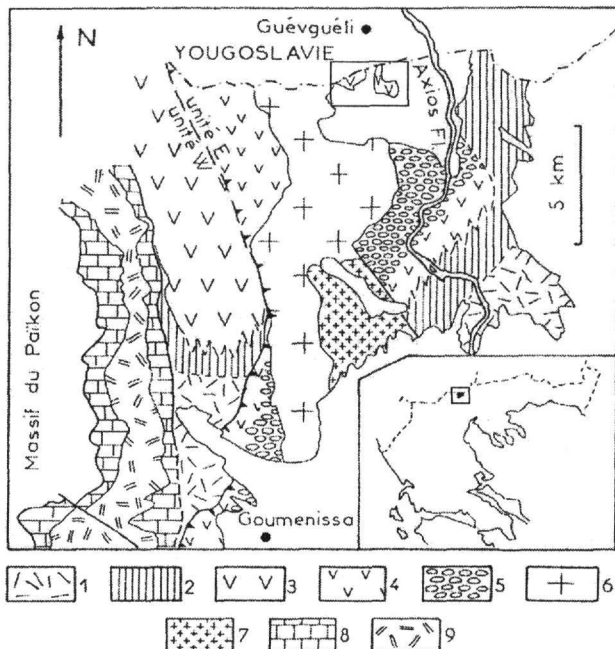 Guévguéli
N
YOUGOSLAVIE
Axios Fl
unité E
unité W
5 km
Massif du Païkon
Goumenissa
1 2 3 4 5 6
7 8 9